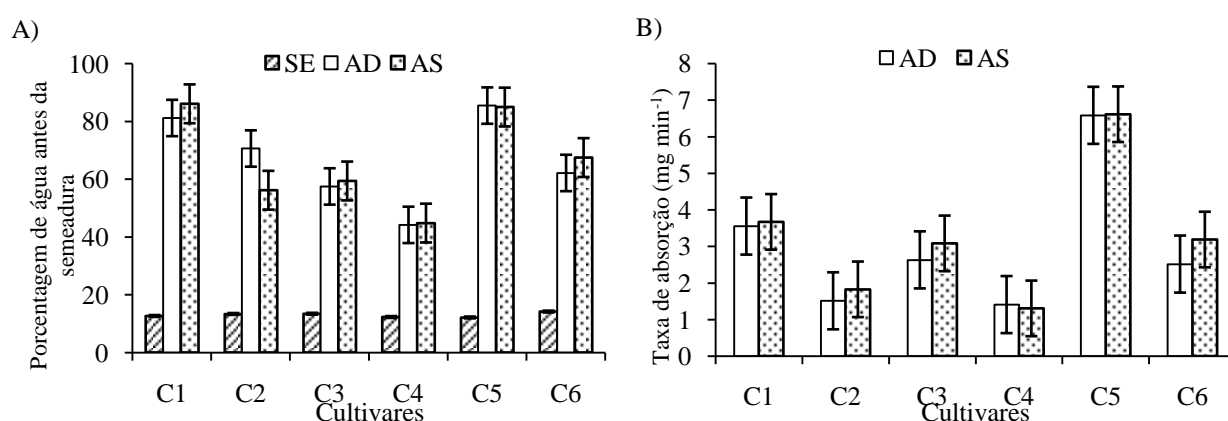 A)
Porcentagem de água antes da
semeadura
SE AD AS
100
80
60
40
20
0
C1 C2 C3 C4 C5 C6
Cultivares
B)
Taxa de absorção (mg min⁻¹)
AD AS
8
7
6
5
4
3
2
1
0
C1 C2 C3 C4 C5 C6
Cultivares